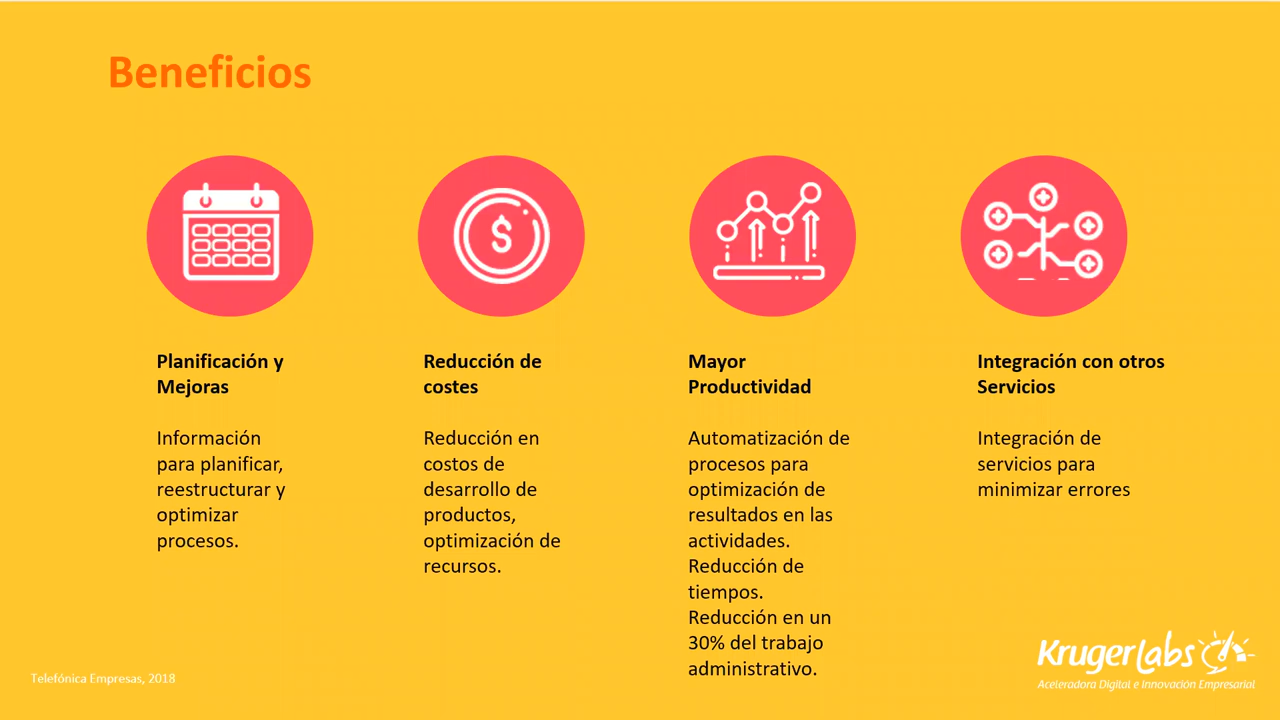 Beneficios
Planificación y
Mejoras
Información
para planificar,
reestructurar y
optimizar
procesos.
Reducción de
costes
Reducción en
costos de
desarrollo de
productos,
optimización de
recursos.
Mayor
Productividad
Automatización de
procesos para
optimización de
resultados en las
actividades.
Reducción de
tiempos.
Reducción en un
30% del trabajo
administrativo.
Integración con otros
Servicios
Integración de
servicios para
minimizar errores
Telefónica Empresas, 2018
KrugerLabs
Aceleradora Digital e Innovación Empresarial